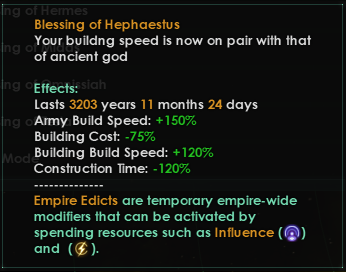 Blessing of Hephaestus
Your buildng speed is now on pair with that
of ancient god
Effects:
Lasts 3203 years 11 months 24 days
Army Build Speed: +150%
Building Cost: -75%
Building Build Speed: +120%
Construction Time: -120%
--------------
Empire Edicts are temporary empire-wide
modifiers that can be activated by
spending resources such as Influence ( )
and ( ).